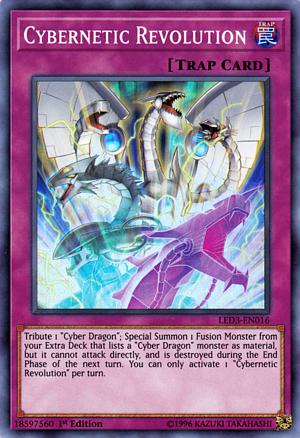 CYBERNETIC REVOLUTION
TRAP
罠
[TRAP CARD]
LED3-EN016
Tribute 1 "Cyber Dragon"; Special Summon 1 Fusion Monster from
your Extra Deck that lists a "Cyber Dragon" monster as material,
but it cannot attack directly, and is destroyed during the End
Phase of the next turn. You can only activate 1 "Cybernetic
Revolution" per turn.
18597560 1st Edition ©1996 KAZUKI TAKAHASHI